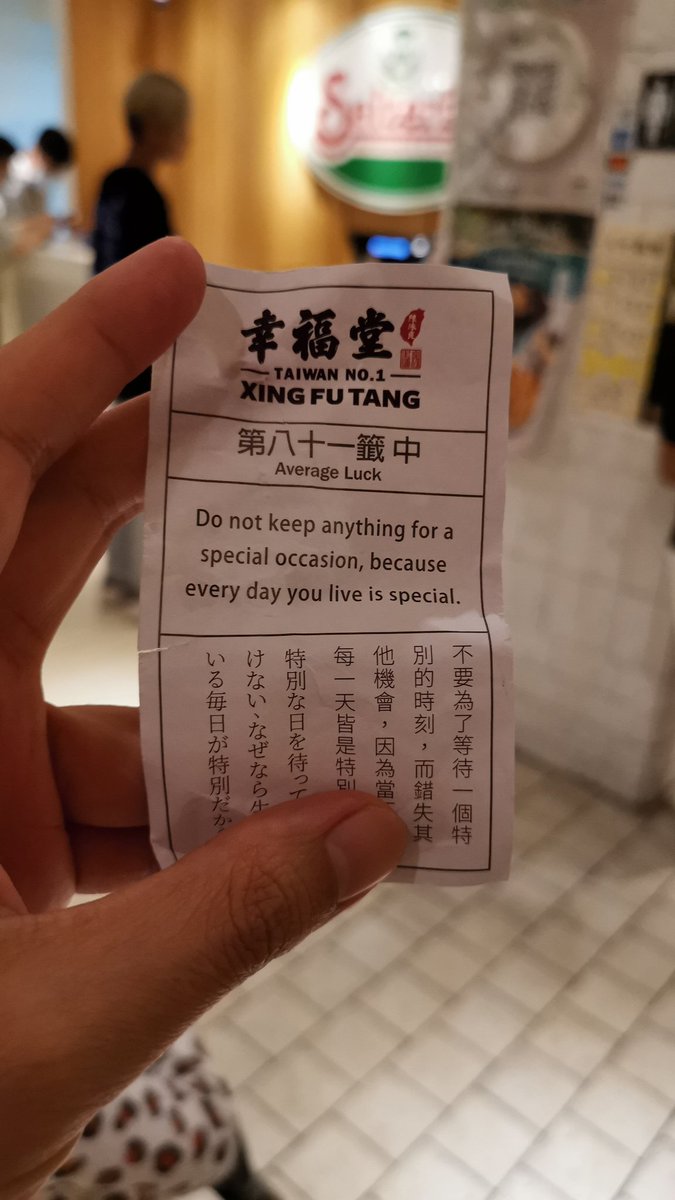 幸福堂
TAIWAN NO.1
XING FU TANG
第八十一籤 中
Average Luck
Do not keep anything for a
special occasion, because
every day you live is special.
不要為了等待一個特
別的時刻，而錯失其
他機會，因為當
每一天皆是特別
特別な日を待って
けない、なぜなら生
いる毎日が特別だか